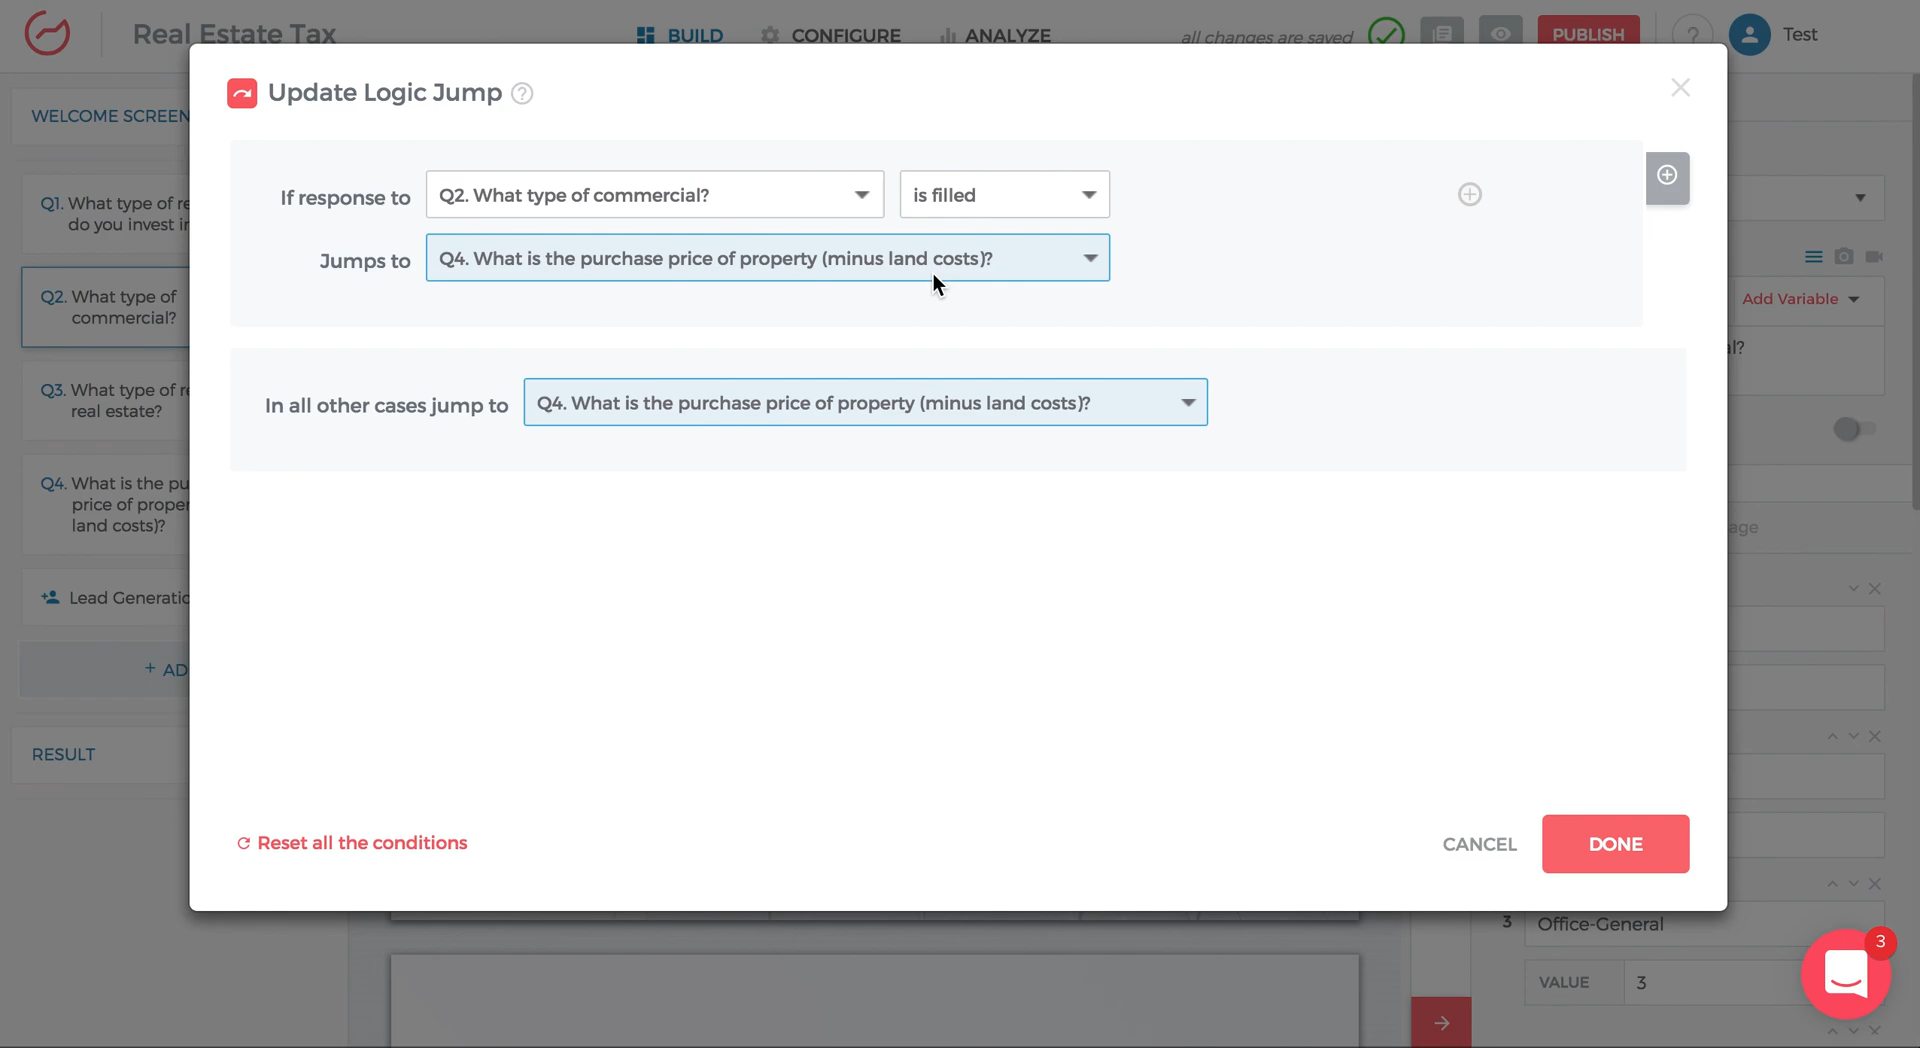 Real Estate Tax
BUILD
CONFIGURE
ANALYZE
all changes are saved
PUBLISH
?
Test
Update Logic Jump ?
WELCOME SCREEN
If response to
Q2. What type of commercial?
is filled
Q1. What type of re
do you invest in
Jumps to
Q4. What is the purchase price of property (minus land costs)?
Q2. What type of
commercial?
Add Variable
al?
Q3. What type of re
real estate?
In all other cases jump to
Q4. What is the purchase price of property (minus land costs)?
Q4. What is the pu
price of proper
land costs)?
age
Lead Generatio
+ AD
RESULT
Reset all the conditions
CANCEL
DONE
3
Office-General
VALUE
3
3